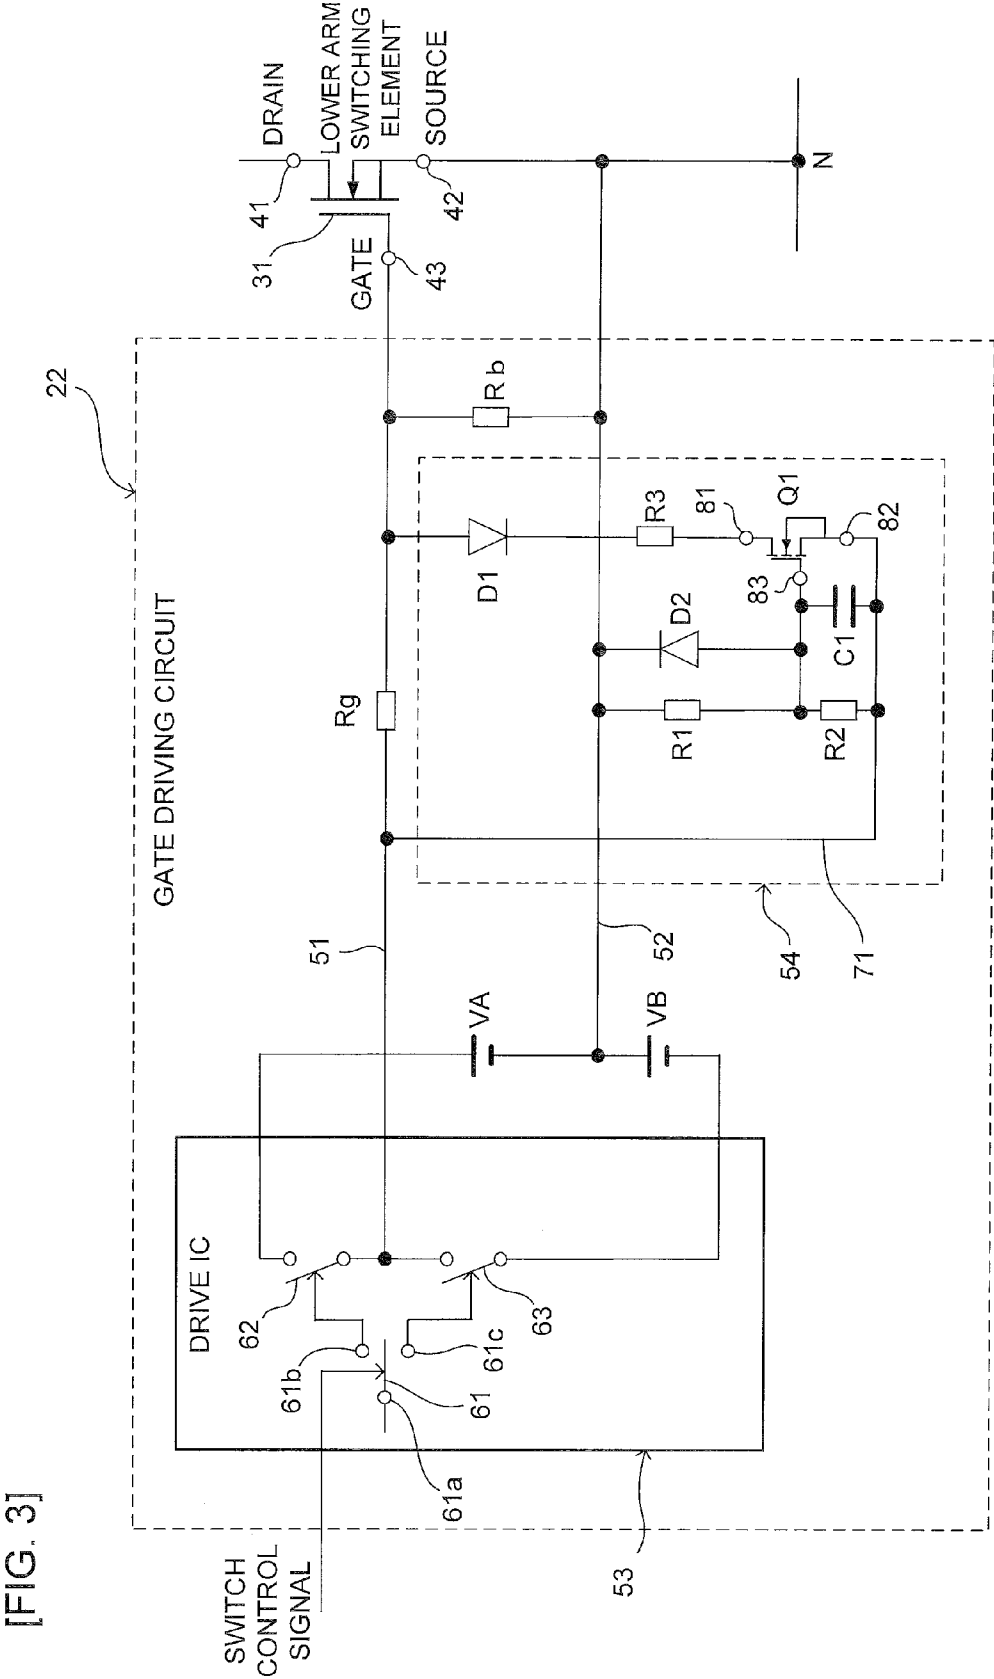 [FIG. 3]
22
GATE DRIVING CIRCUIT
DRAIN
LOWER ARM
SWITCHING
ELEMENT
SOURCE
41
42
31
GATE
43
N
SWITCH
CONTROL
SIGNAL
DRIVE IC
62
61b
61
61a
61c
63
53
51
52
VA
VB
Rg
Rb
D1
R3
81
Q1
82
83
D2
C1
R1
R2
54
71